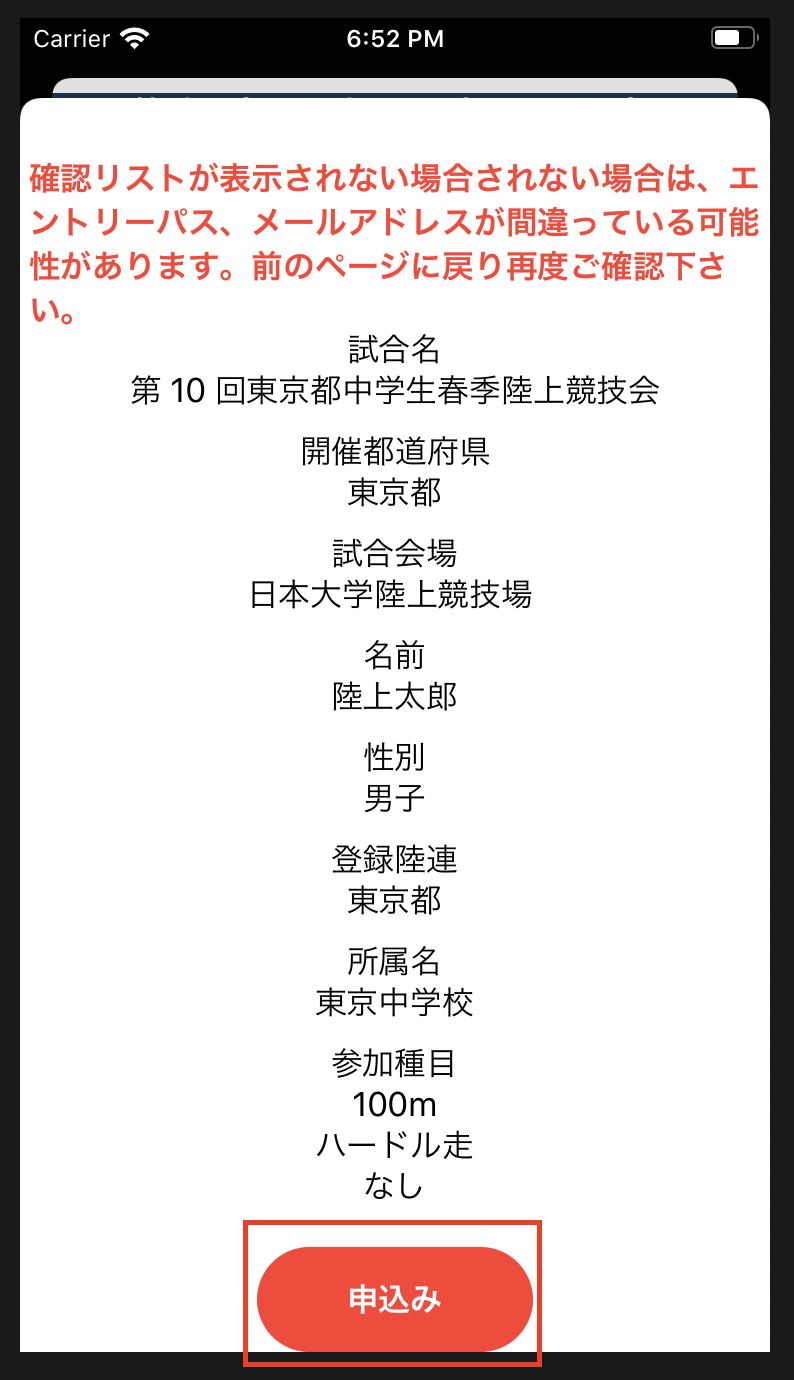 Carrier 6:52 PM
確認リストが表示されない場合されない場合は、エ
ントリーパス、メールアドレスが間違っている可能
性があります。前のページに戻り再度ご確認下さ
い。
試合名
第 10 回東京都中学生春季陸上競技会
開催都道府県
東京都
試合会場
日本大学陸上競技場
名前
陸上太郎
性別
男子
登録陸連
東京都
所属名
東京中学校
参加種目
100m
ハードル走
なし
申込み